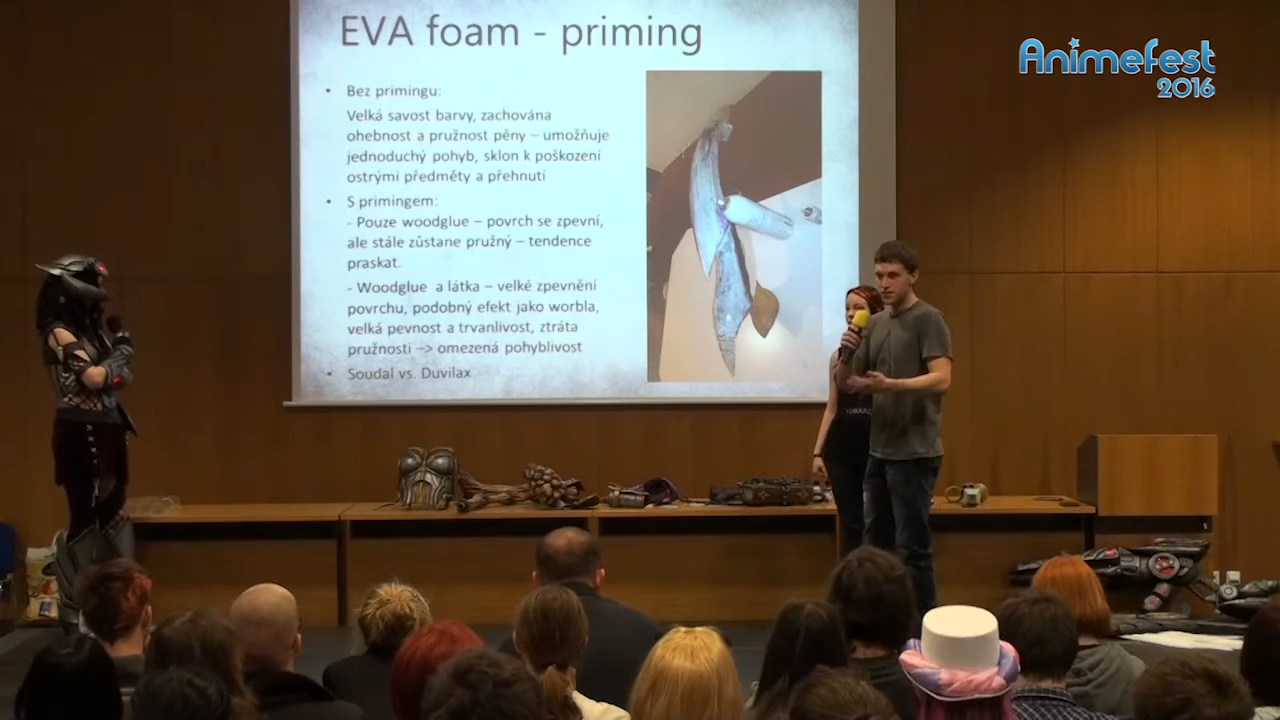 EVA foam - priming
• Bez primingu:
Velká savost barvy, zachována
ohebnost a pružnost pěny – umožňuje
jednoduchý pohyb, sklon k poškození
ostrými předměty a přehnutí
• S primingem:
- Pouze woodglue – povrch se zpevní,
ale stále zůstane pružný – tendence
praskat.
- Woodglue a látka – velké zpevnění
povrchu, podobný efekt jako worbla,
velká pevnost a trvanlivost, ztráta
pružnosti –> omezená pohyblivost
• Soudal vs. Duvilax
AnimeFest
2016